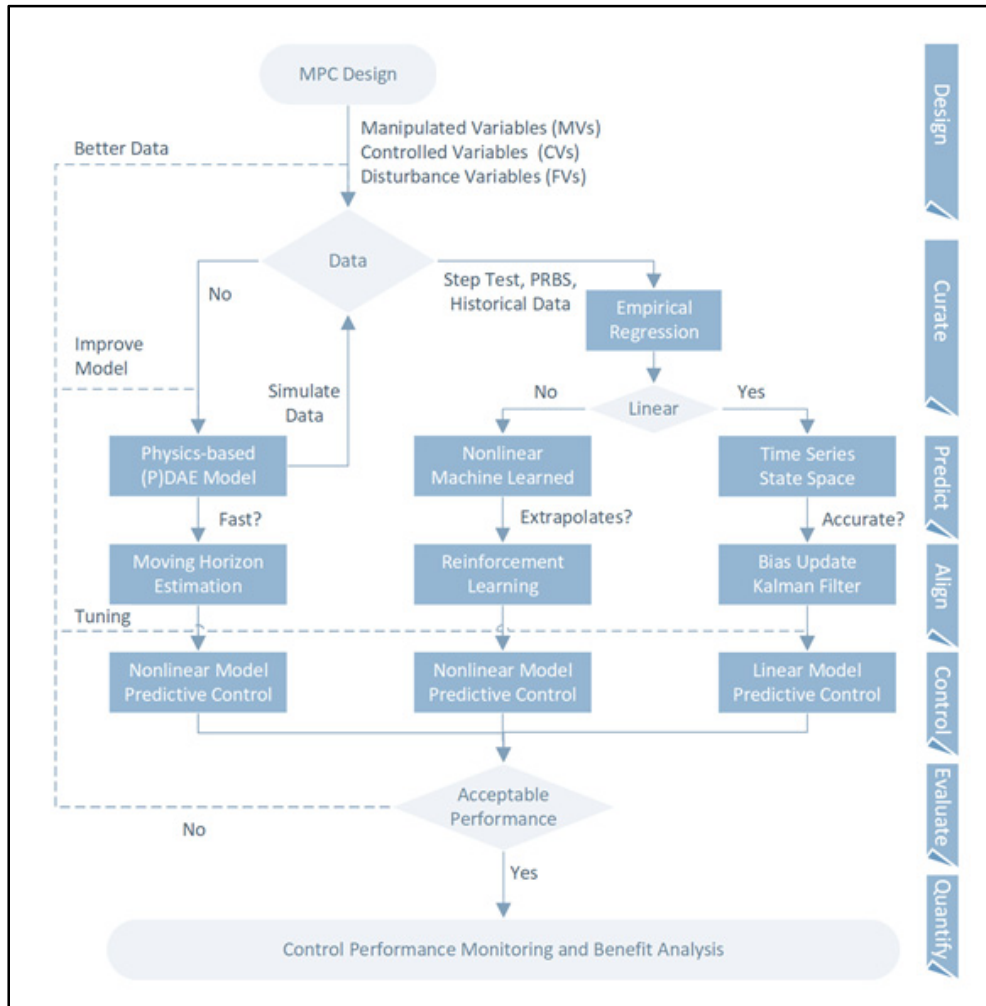 MPC Design
Manipulated Variables (MVs)
Controlled Variables (CVs)
Disturbance Variables (FVs)
Better Data
Data
No
Step Test, PRBS,
Historical Data
Empirical
Regression
Improve
Model
Simulate
Data
No
Linear
Yes
Physics-based
(P)DAE Model
Nonlinear
Machine Learned
Time Series
State Space
Fast?
Extrapolates?
Accurate?
Moving Horizon
Estimation
Reinforcement
Learning
Bias Update
Kalman Filter
Tuning
Nonlinear Model
Predictive Control
Nonlinear Model
Predictive Control
Linear Model
Predictive Control
Acceptable
Performance
No
Yes
Control Performance Monitoring and Benefit Analysis
Design
Curate
Predict
Align
Control
Evaluate
Quantify